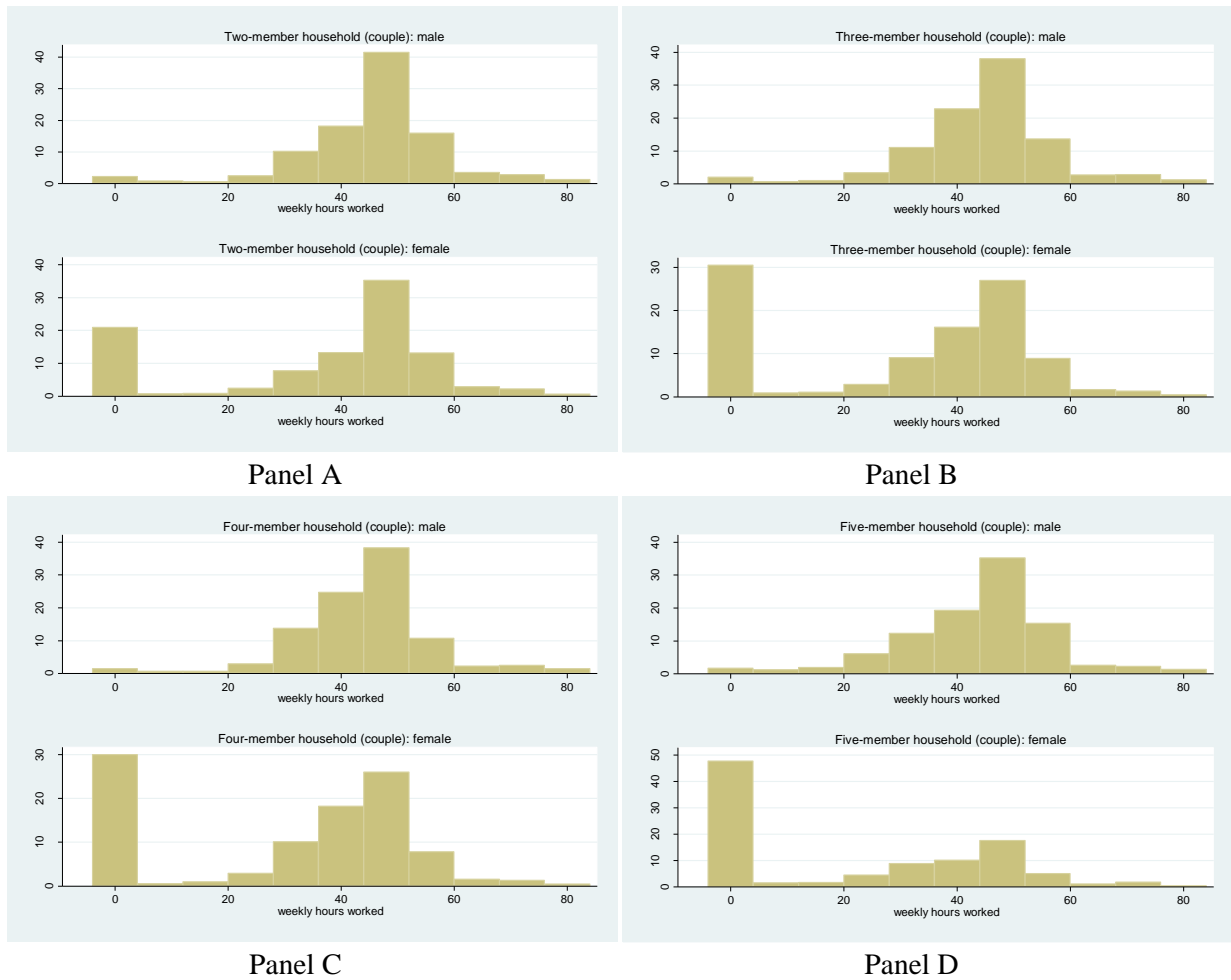 Two-member household (couple): male
40
30
20
10
0
0 20 40 60 80
weekly hours worked
Two-member household (couple): female
40
30
20
10
0
0 20 40 60 80
weekly hours worked
Panel A
Three-member household (couple): male
40
30
20
10
0
0 20 40 60 80
weekly hours worked
Three-member household (couple): female
30
20
10
0
0 20 40 60 80
weekly hours worked
Panel B
Four-member household (couple): male
40
30
20
10
0
0 20 40 60 80
weekly hours worked
Four-member household (couple): female
30
20
10
0
0 20 40 60 80
weekly hours worked
Panel C
Five-member household (couple): male
40
30
20
10
0
0 20 40 60 80
weekly hours worked
Five-member household (couple): female
50
40
30
20
10
0
0 20 40 60 80
weekly hours worked
Panel D